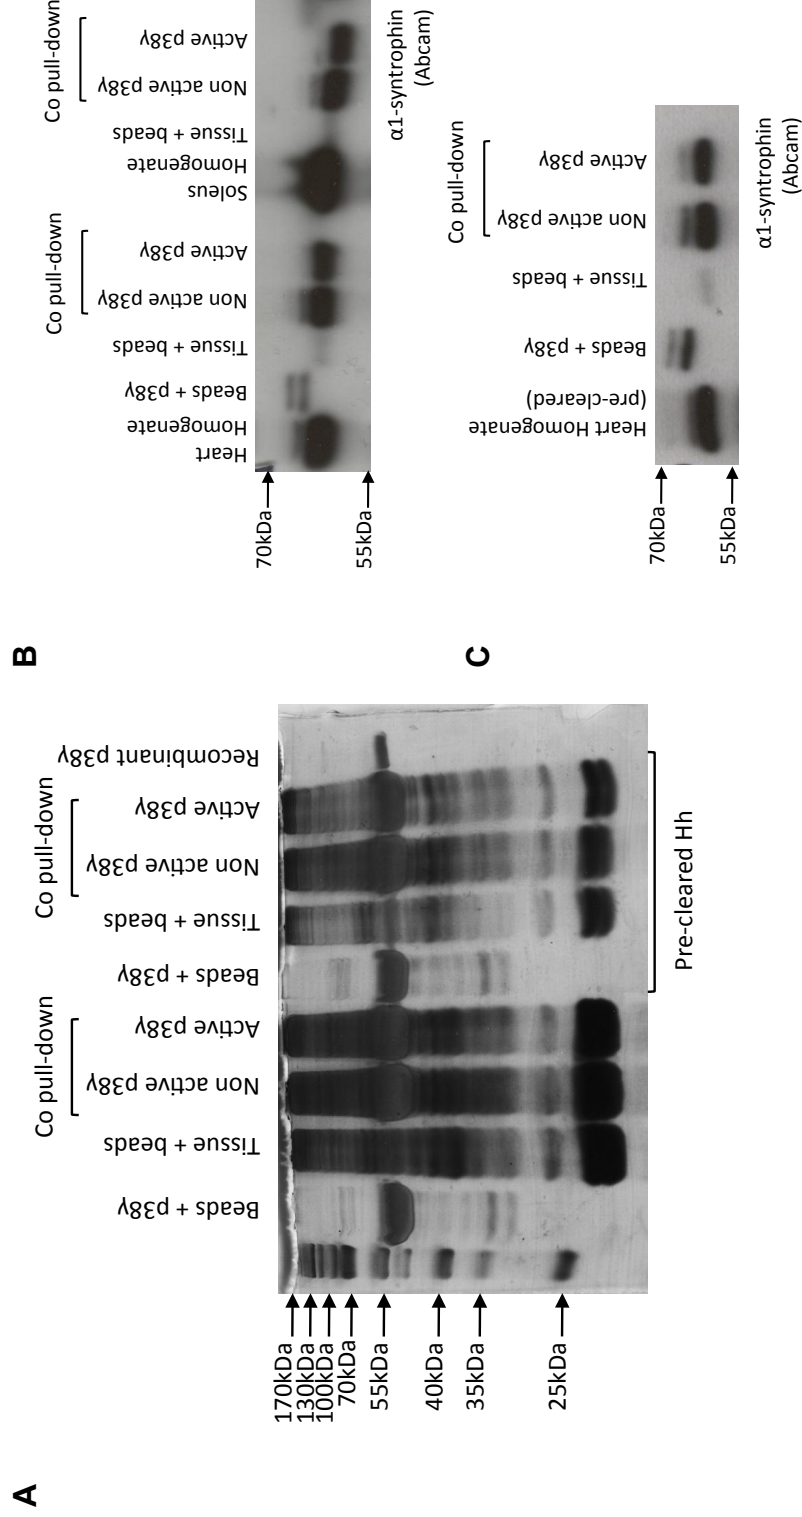 A
170kDa
130kDa
100kDa
70kDa
55kDa
40kDa
35kDa
25kDa
Beads + p38γ
Tissue + beads
Non active p38γ
Active p38γ
Co pull-down
Beads + p38γ
Tissue + beads
Non active p38γ
Active p38γ
Co pull-down
Recombinant p38γ
Pre-cleared Hh
B
70kDa
55kDa
Heart
Homogenate
Beads + p38γ
Tissue + beads
Non active p38γ
Active p38γ
Co pull-down
Soleus
Homogenate
Tissue + beads
Non active p38γ
Active p38γ
Co pull-down
α1-syntrophin
(Abcam)
C
70kDa
55kDa
Heart Homogenate
(pre-cleared)
Beads + p38γ
Tissue + beads
Non active p38γ
Active p38γ
Co pull-down
α1-syntrophin
(Abcam)